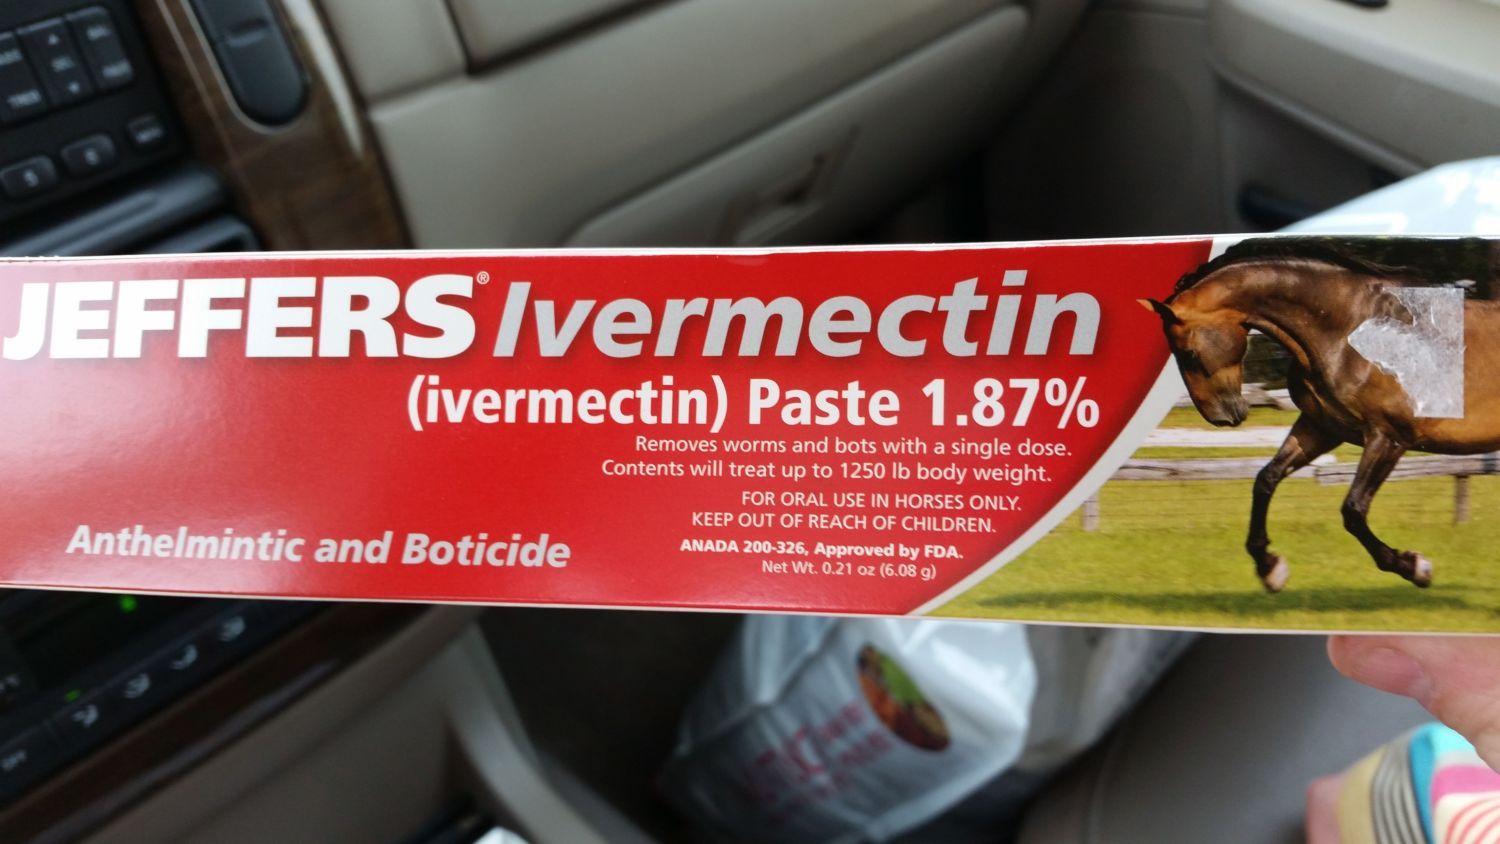 JEFFERS® Ivermectin
(ivermectin) Paste 1.87%
Removes worms and bots with a single dose.
Contents will treat up to 1250 lb body weight.
FOR ORAL USE IN HORSES ONLY.
KEEP OUT OF REACH OF CHILDREN.
Anthelmintic and Boticide
ANADA 200-326, Approved by FDA.
Net Wt. 0.21 oz (6.08 g)